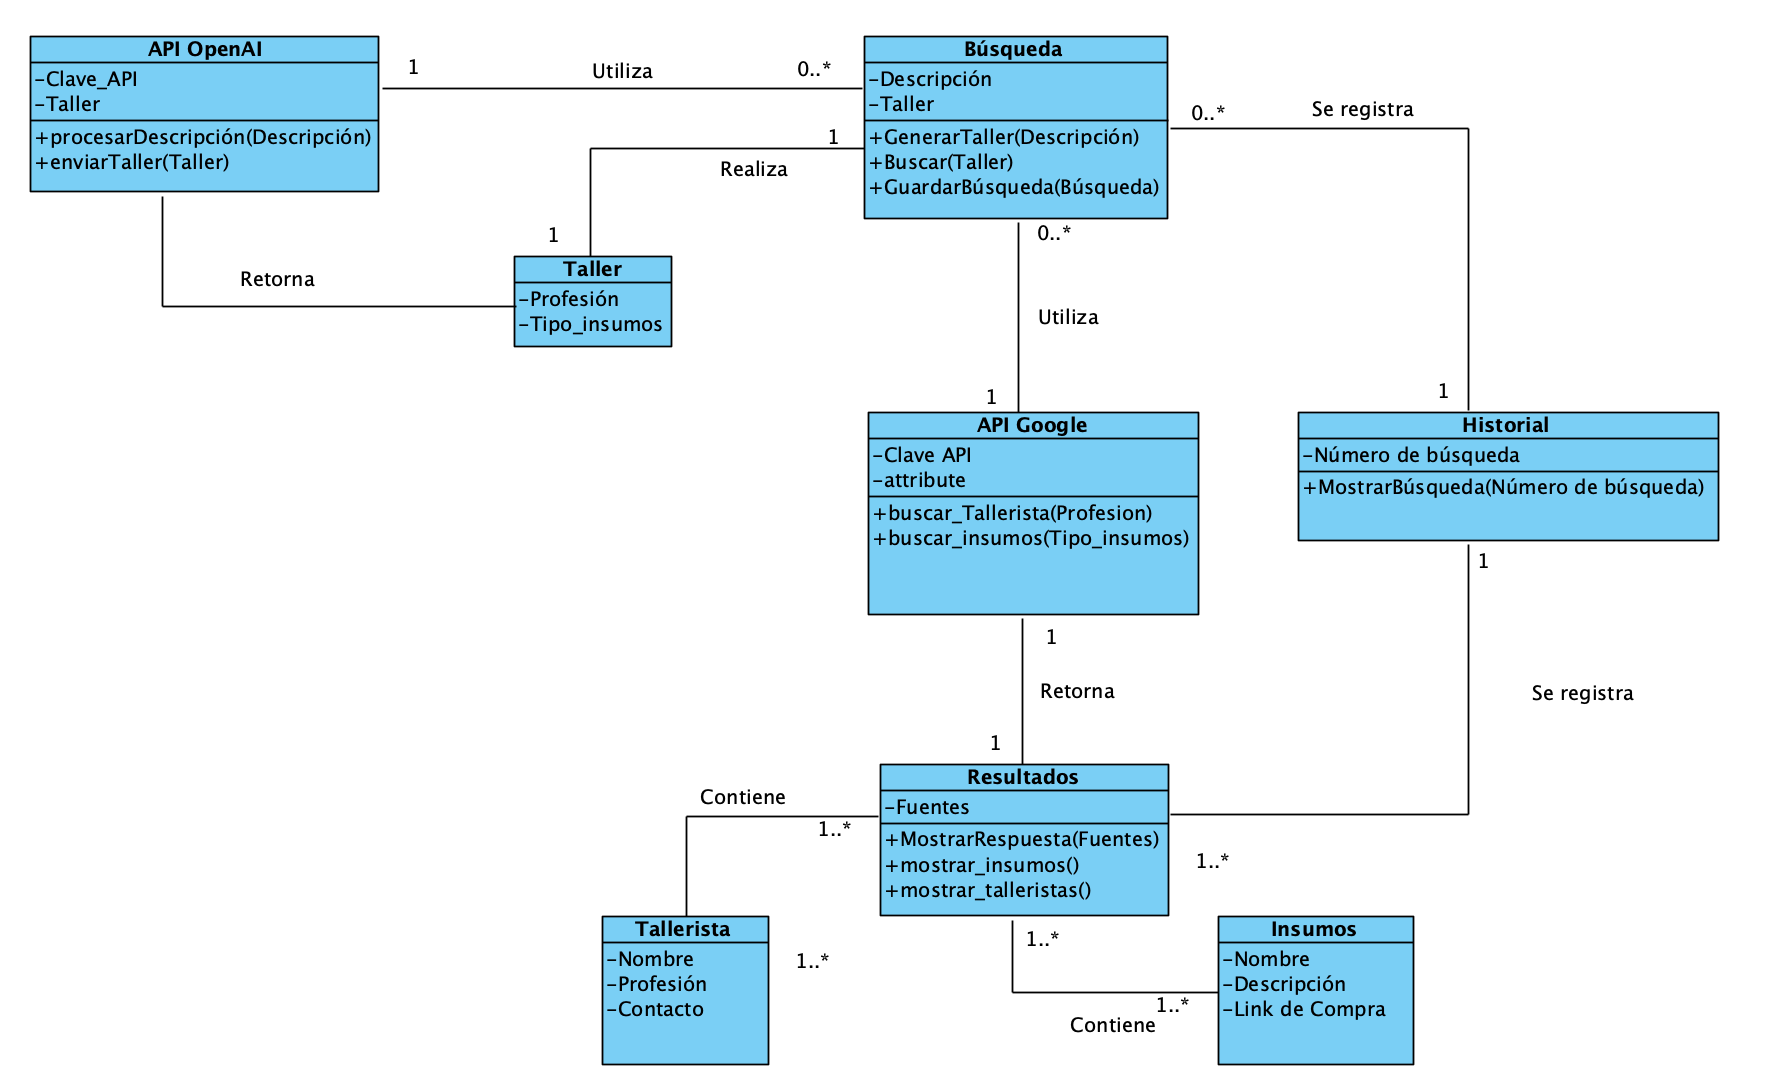 API OpenAI
-Clave_API
-Taller
+procesarDescripción(Descripción)
+enviarTaller(Taller)
1
Utiliza
0..*
Búsqueda
-Descripción
-Taller
+GenerarTaller(Descripción)
+Buscar(Taller)
+GuardarBúsqueda(Búsqueda)
0..*
Se registra
1
Realiza
1
Retorna
Taller
-Profesión
-Tipo_insumos
0..*
Utiliza
1
1
API Google
-Clave API
-attribute
+buscar_Tallerista(Profesion)
+buscar_insumos(Tipo_insumos)
Historial
-Número de búsqueda
+MostrarBúsqueda(Número de búsqueda)
1
1
Retorna
Se registra
1
Resultados
-Fuentes
+MostrarRespuesta(Fuentes)
+mostrar_insumos()
+mostrar_talleristas()
Contiene
1..*
1..*
Tallerista
-Nombre
-Profesión
-Contacto
1..*
1..*
1..*
Contiene
Insumos
-Nombre
-Descripción
-Link de Compra